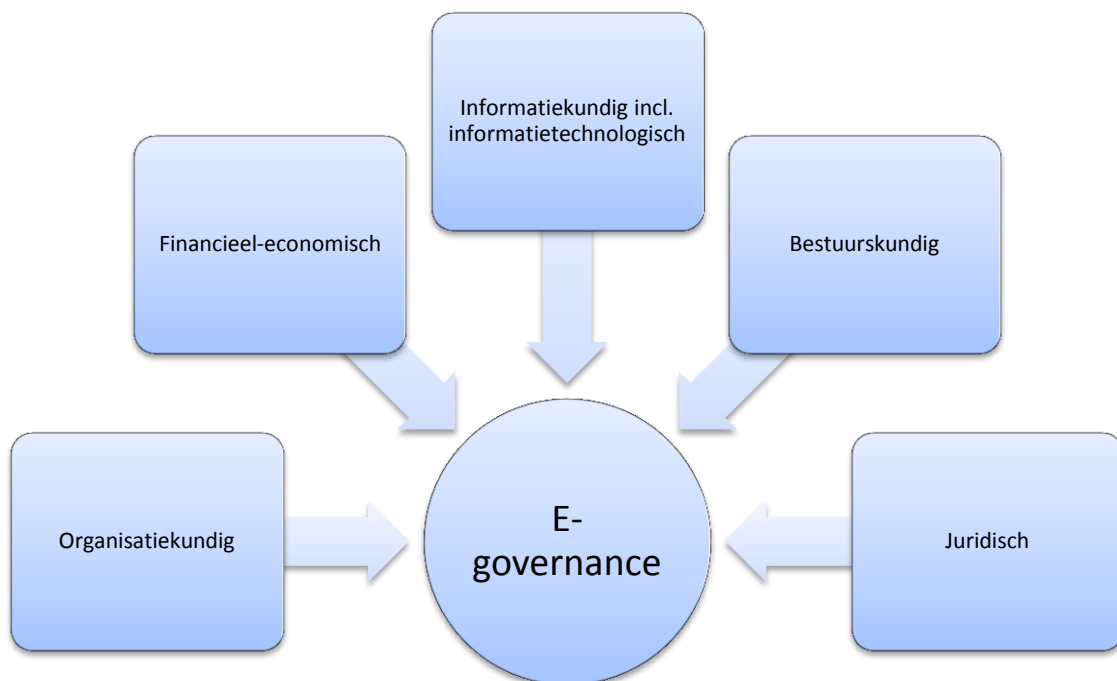 Informatiekundig incl.
informatietechnologisch
Financieel-economisch
Bestuurskundig
Organisatiekundig
E-
governance
Juridisch